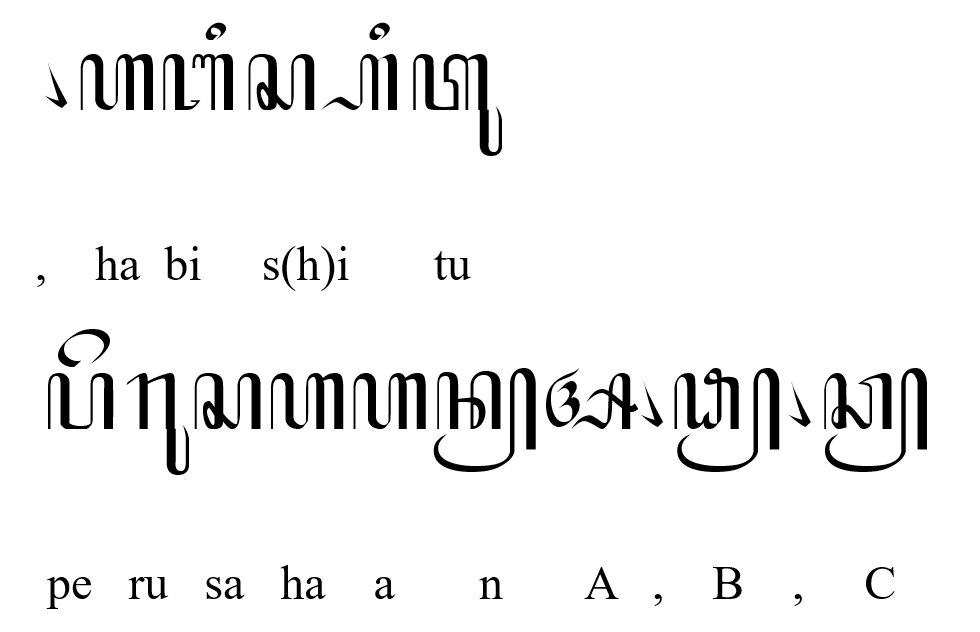 ꧈ꦲꦧꦶꦱ꧀ꦲꦶꦠꦸ
, ha bi s(h)i tu
ꦥꦼꦫꦸꦱꦲꦲꦤ꧀ꦄ꧈ꦨ꧀꧈ꦕ꧀
pe ru sa ha a n A , B , C